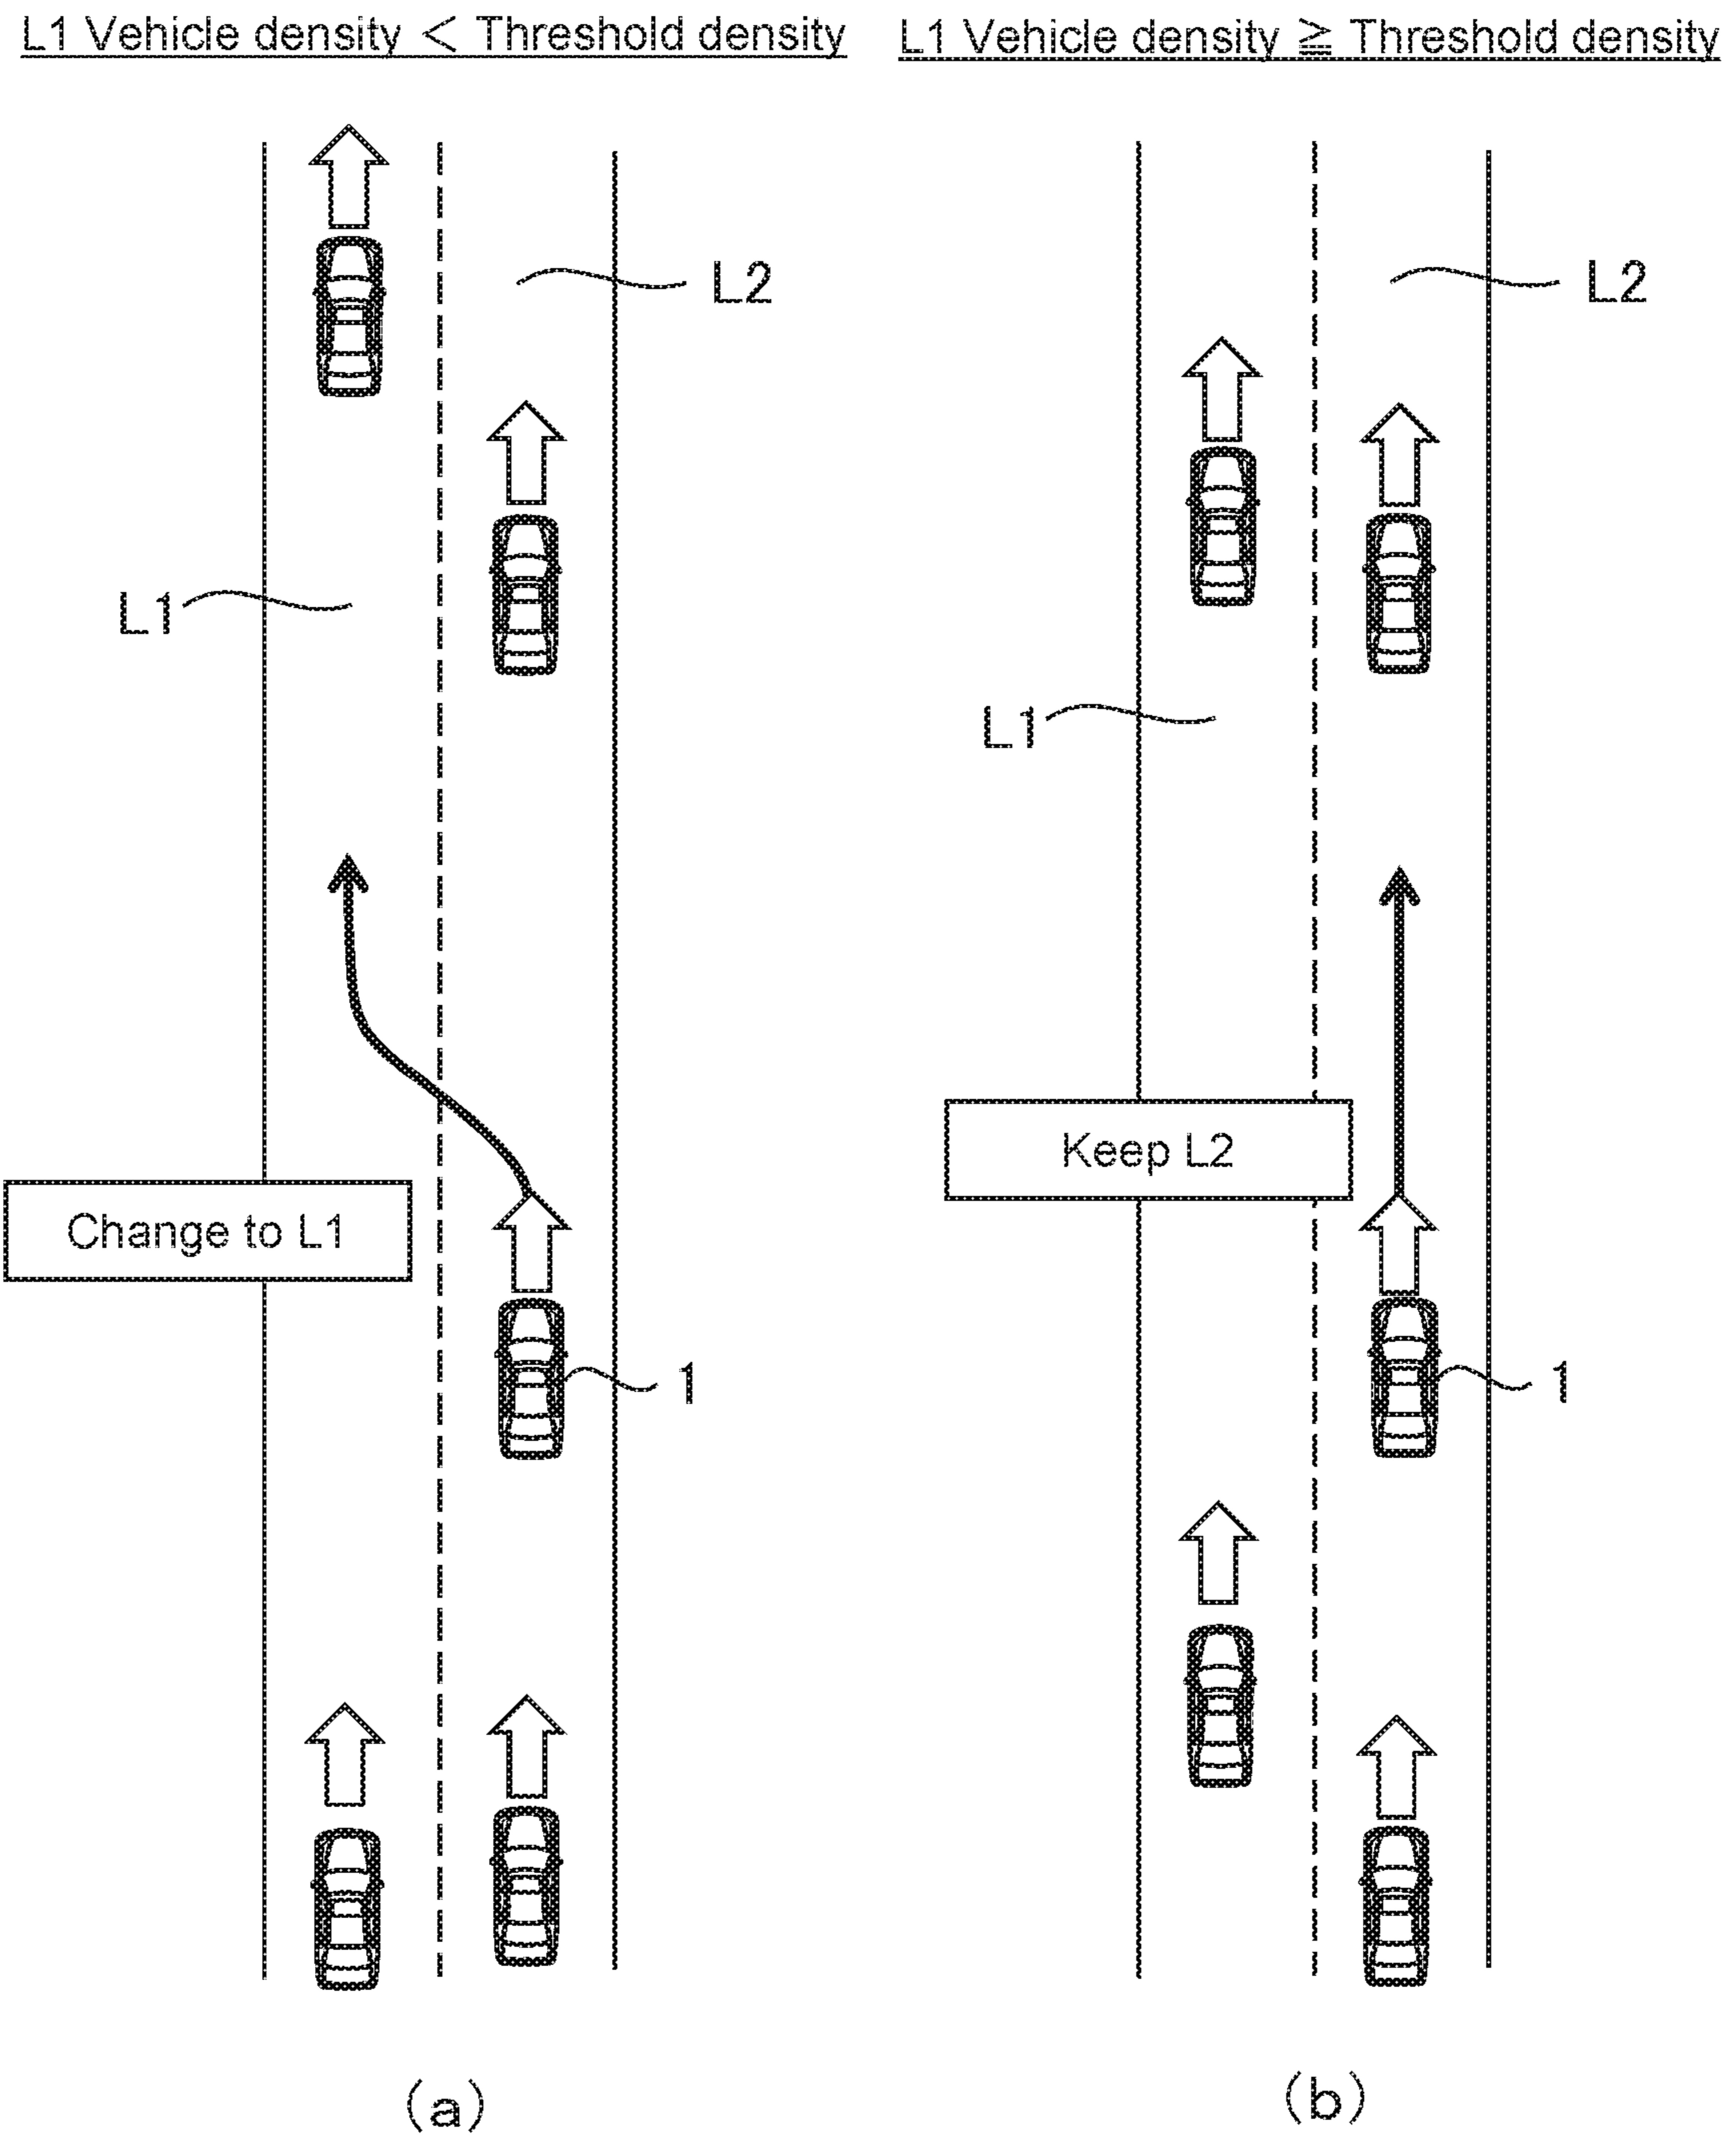 L1 Vehicle density < Threshold density
L1 Vehicle density ≧ Threshold density
L2
L1
Change to L1
1
(a)
L2
L1
Keep L2
1
(b)